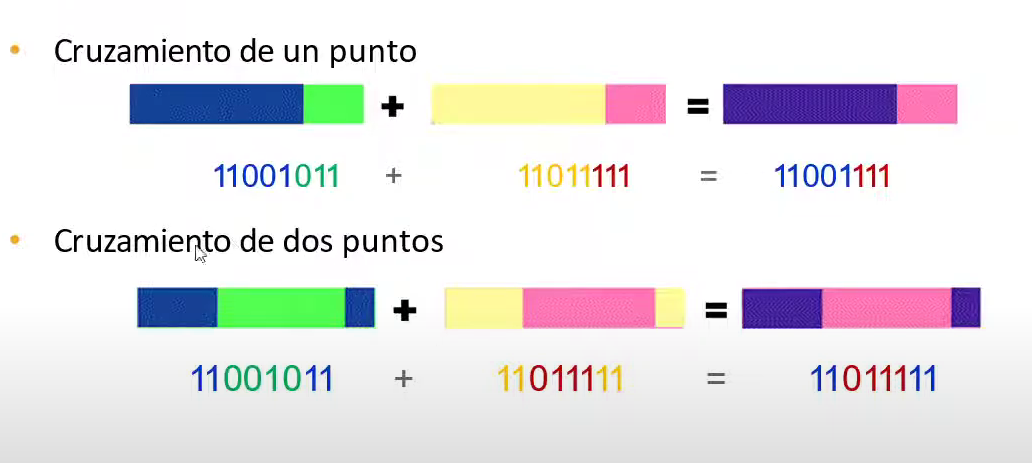 • Cruzamiento de un punto
+ =
11001011 + 11011111 = 11001111
• Cruzamiento de dos puntos
+ =
11001011 + 11011111 = 11011111